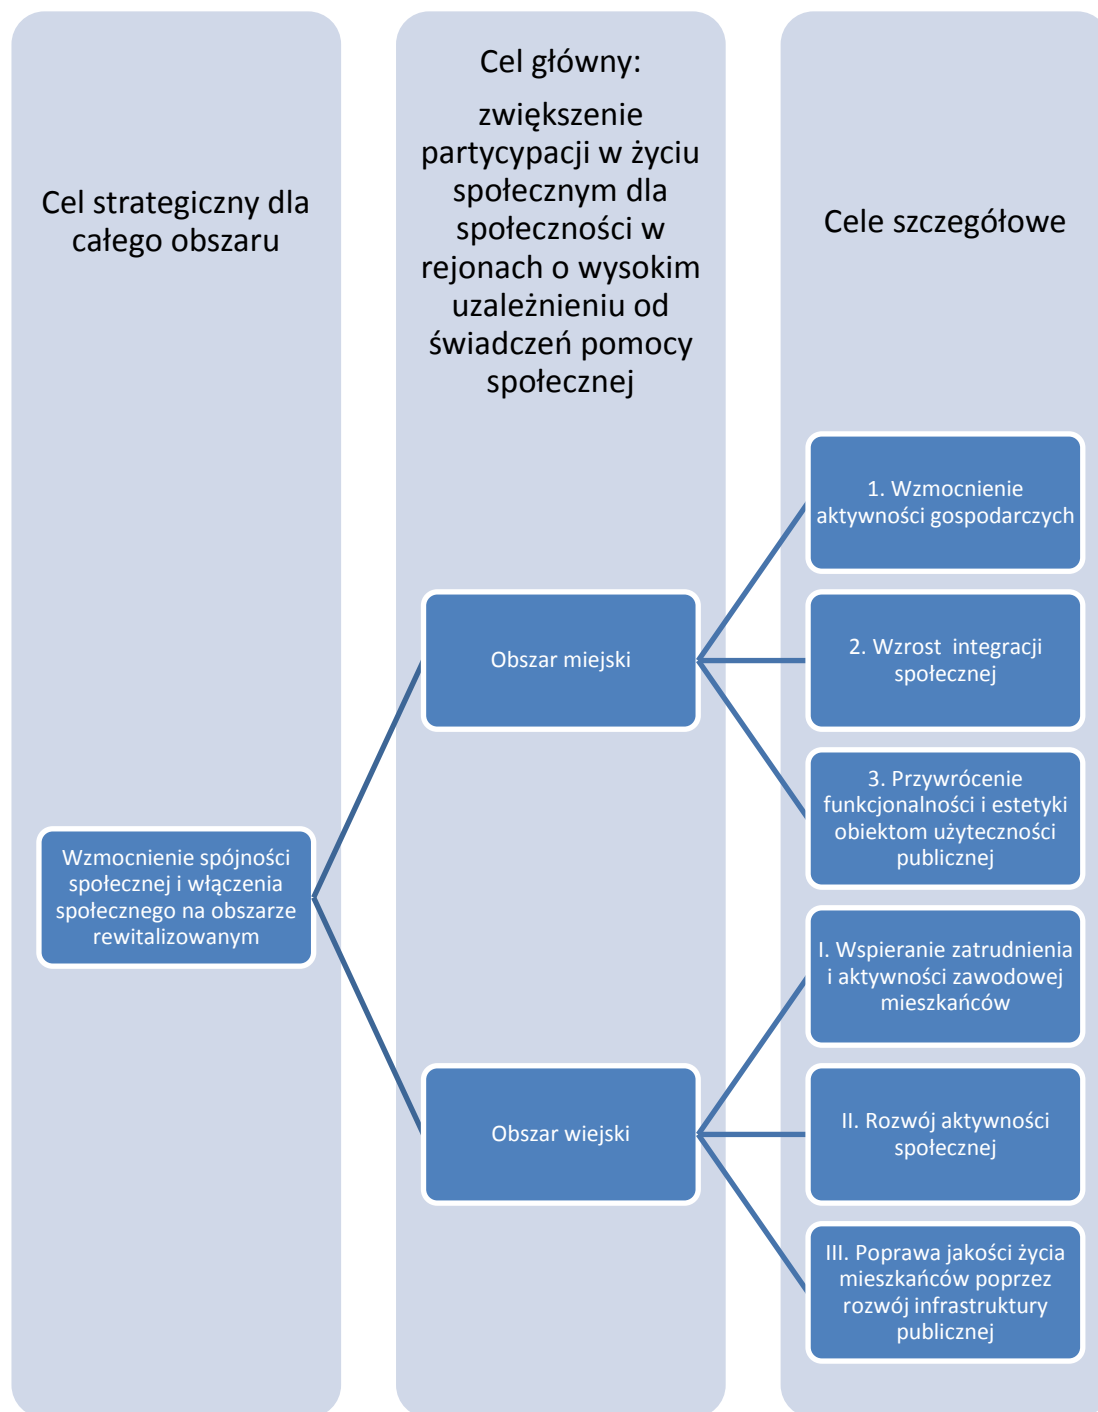 Cel strategiczny dla
całego obszaru
Cel główny:
zwiększenie
partycypacji w życiu
społecznym dla
społeczności w
rejonach o wysokim
uzależnieniu od
świadczeń pomocy
społecznej
Cele szczegółowe
Wzmocnienie spójności
społecznej i włączenia
społecznego na obszarze
rewitalizowanym
Obszar miejski
1. Wzmocnienie
aktywności gospodarczych
2. Wzrost  integracji
społecznej
3. Przywrócenie
funkcjonalności i estetyki
obiektom użyteczności
publicznej
Obszar wiejski
I. Wspieranie zatrudnienia
i aktywności zawodowej
mieszkańców
II. Rozwój aktywności
społecznej
III. Poprawa jakości życia
mieszkańców poprzez
rozwój infrastruktury
publicznej